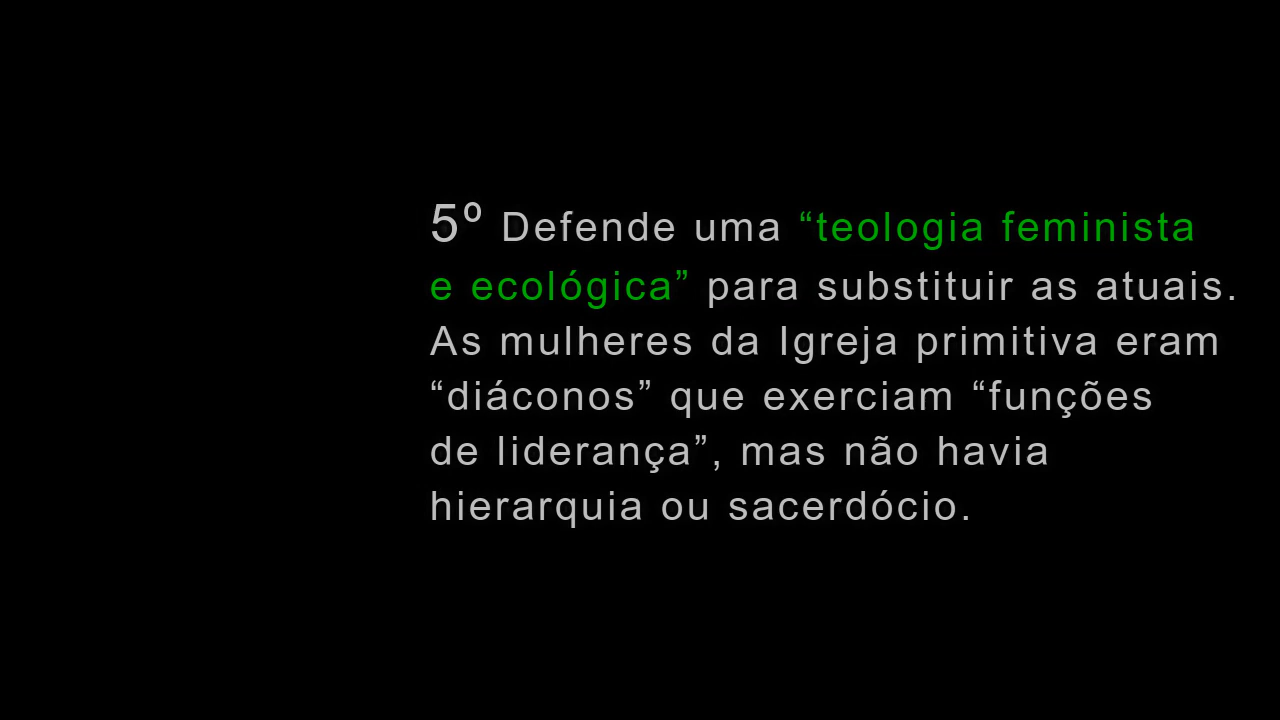 5º Defende uma “teologia feminista
e ecológica” para substituir as atuais.
As mulheres da Igreja primitiva eram
“diáconos” que exerciam “funções
de liderança”, mas não havia
hierarquia ou sacerdócio.